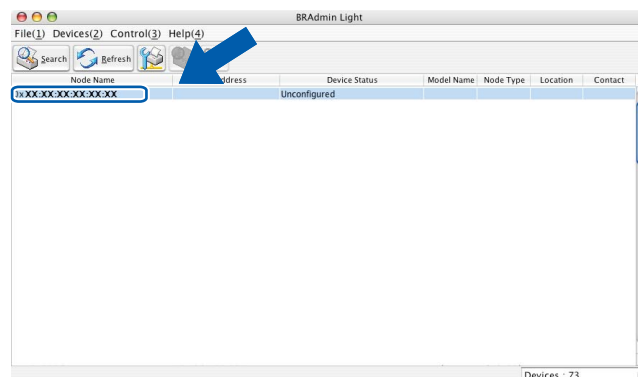 BRAdmin Light
File(1) Devices(2) Control(3) Help(4)
Search Refresh
Node Name Device Status Model Name Node Type Location Contact
XX:XX:XX:XX:XX:XX Unconfigured
Devices : 73